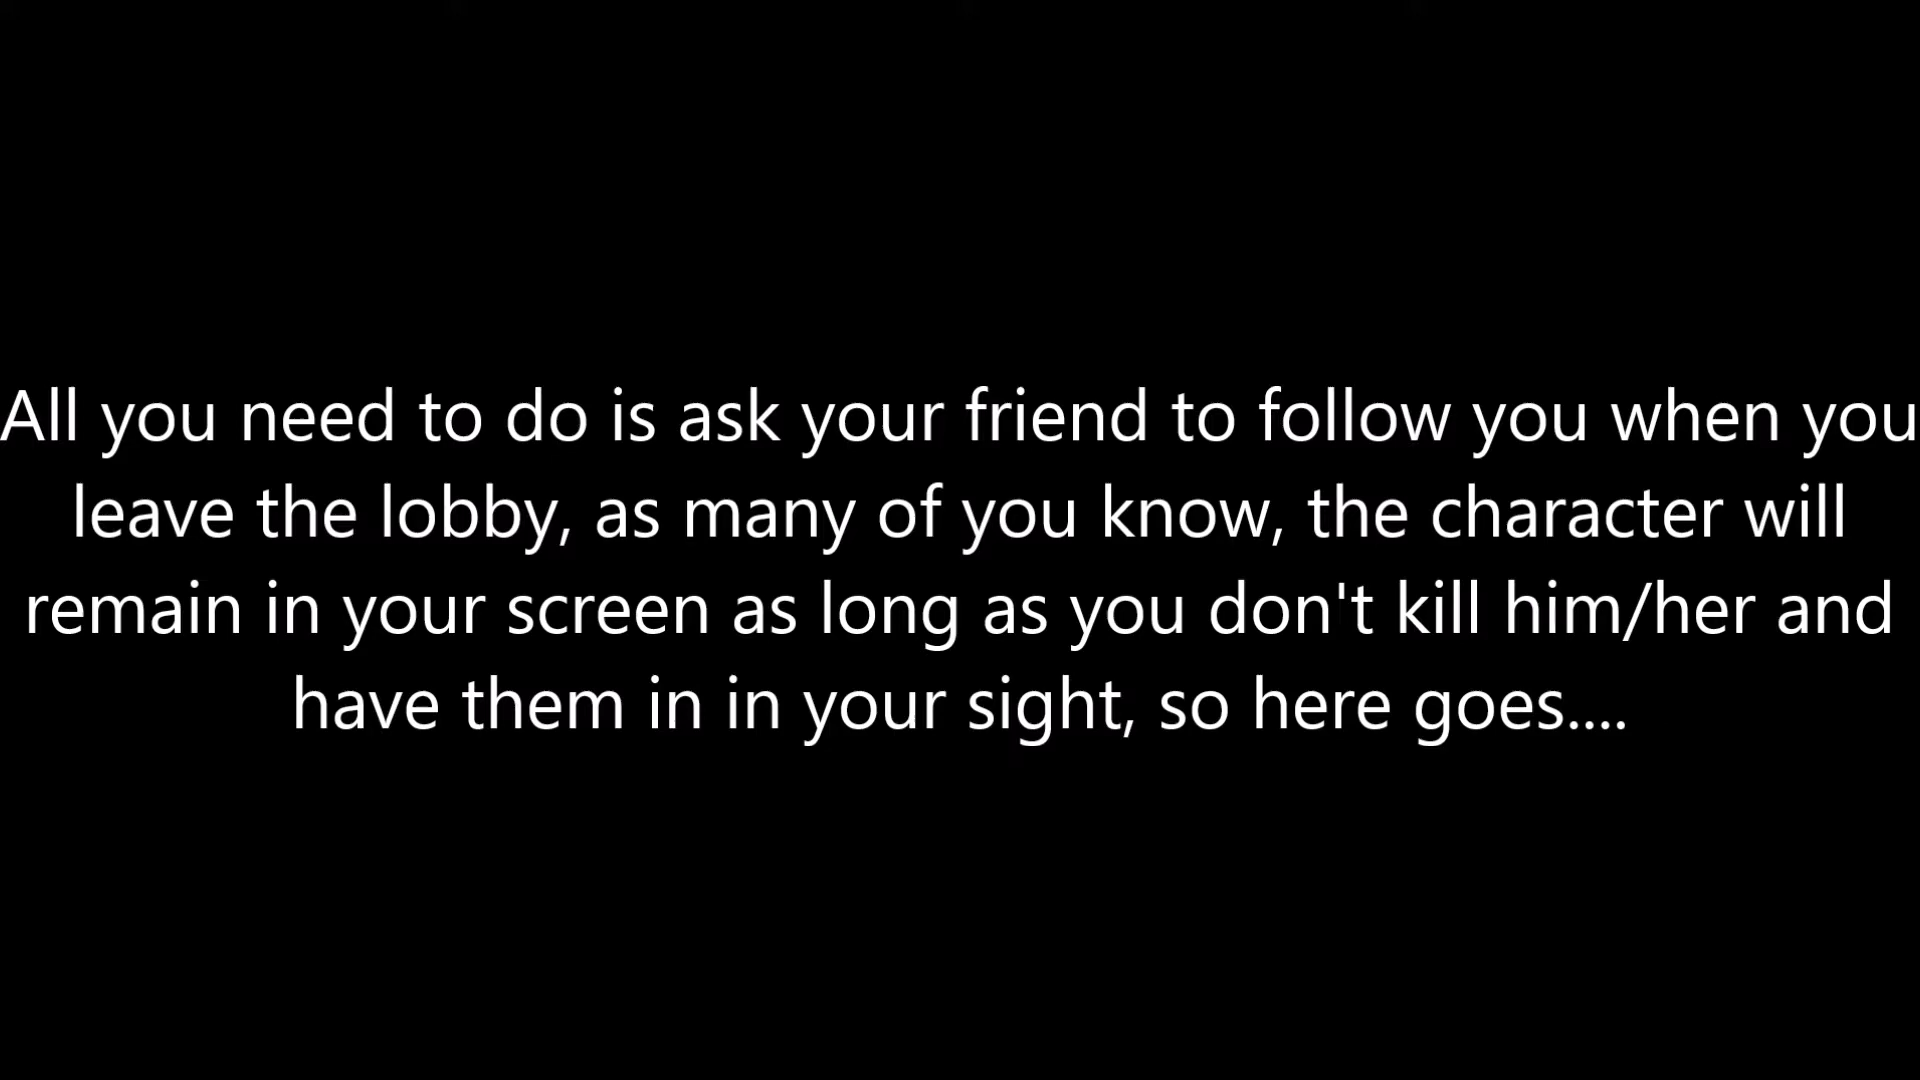 All you need to do is ask your friend to follow you when you
leave the lobby, as many of you know, the character will
remain in your screen as long as you don't kill him/her and
have them in in your sight, so here goes....